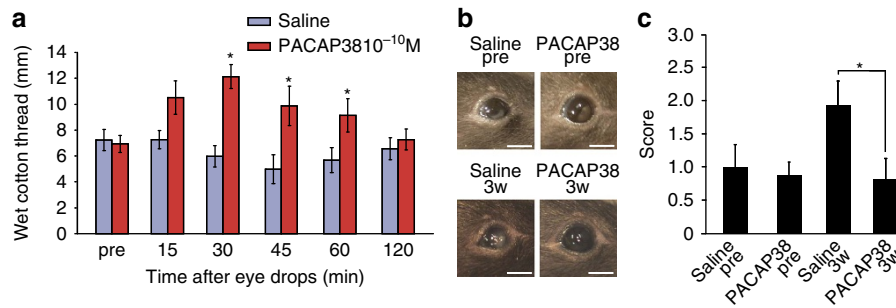 a
Saline
PACAP3810⁻¹⁰M
Wet cotton thread (mm)
14
12
10
8
6
4
2
0
*
*
*
pre 15 30 45 60 120
Time after eye drops (min)
b
Saline pre
PACAP38 pre
Saline 3w
PACAP38 3w
c
Score
3.0
2.5
2.0
1.5
1.0
0.5
0
*
Saline pre
PACAP38 pre
Saline 3w
PACAP38 3w